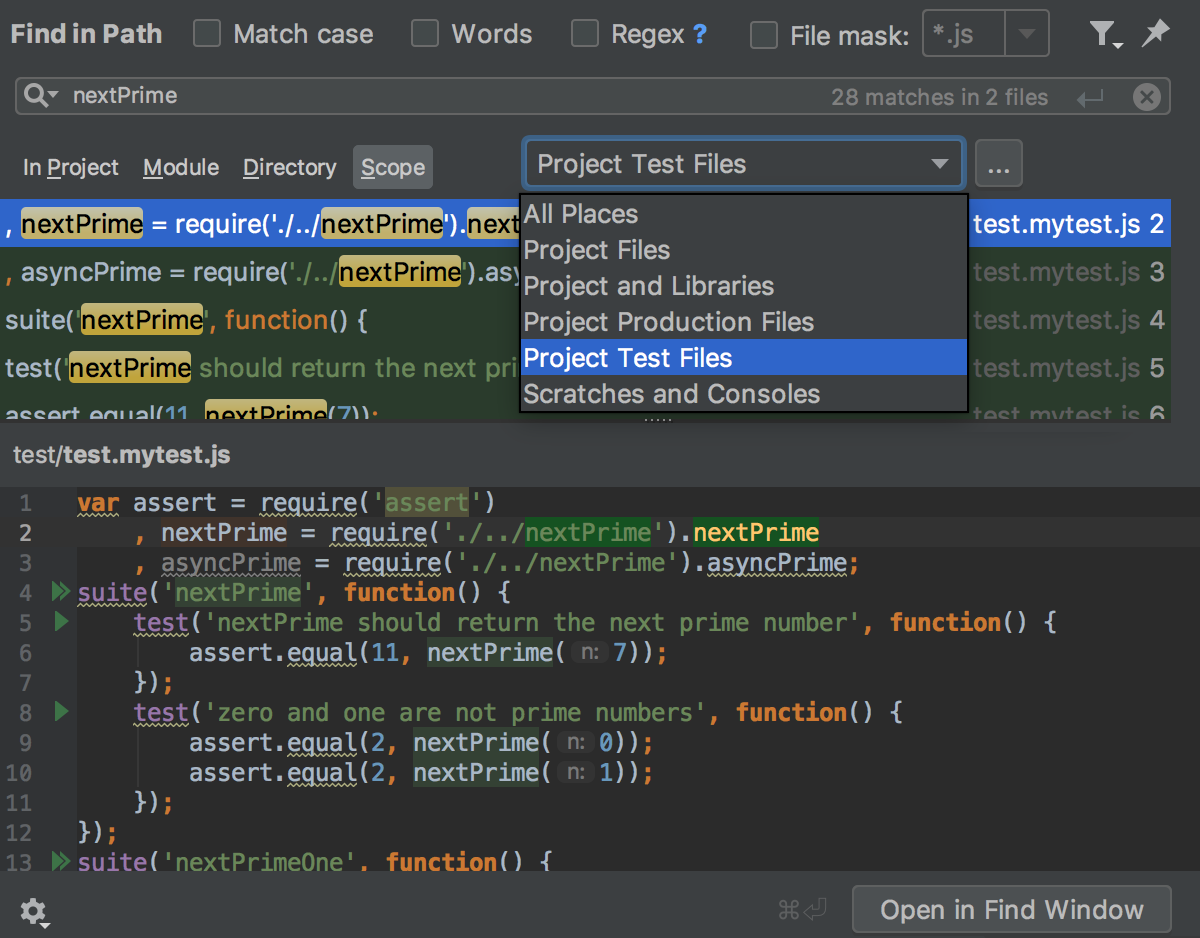 Find in Path Match case Words Regex ? File mask: *.js
nextPrime 28 matches in 2 files
In Project Module Directory Scope Project Test Files ...
All Places
Project Files
Project and Libraries
Project Production Files
Project Test Files
Scratches and Consoles
, nextPrime = require('./../nextPrime').next test.mytest.js 2
, asyncPrime = require('./../nextPrime').asy test.mytest.js 3
suite('nextPrime', function() { test.mytest.js 4
test('nextPrime should return the next pri test.mytest.js 5
assert.equal(11, nextPrime(7)); test.mytest.js 6
test/test.mytest.js
1 var assert = require('assert')
2 , nextPrime = require('./../nextPrime').nextPrime
3 , asyncPrime = require('./../nextPrime').asyncPrime;
4 suite('nextPrime', function() {
5 test('nextPrime should return the next prime number', function() {
6 assert.equal(11, nextPrime( n: 7));
7 });
8 test('zero and one are not prime numbers', function() {
9 assert.equal(2, nextPrime( n: 0));
10 assert.equal(2, nextPrime( n: 1));
11 });
12 });
13 suite('nextPrimeOne', function() {
⌘⏎ Open in Find Window